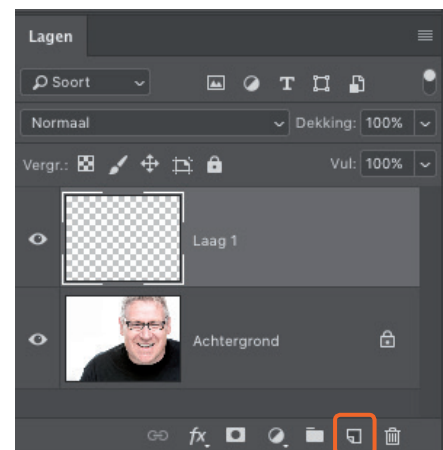 Lagen
Soort
Normaal Dekking: 100%
Vergr.: Vul: 100%
Laag 1
Achtergrond
fx